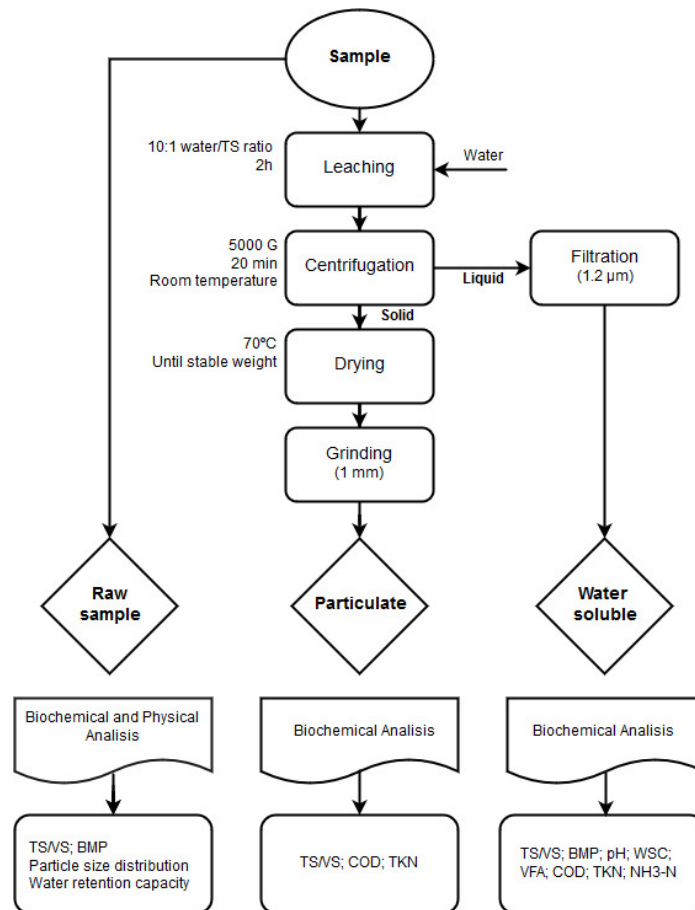 Sample
10:1 water/TS ratio
2h
Leaching
Water
5000 G
20 min
Room temperature
Centrifugation
Liquid
Filtration
(1.2 µm)
Solid
70ºC
Until stable weight
Drying
Grinding
(1 mm)
Raw
sample
Particulate
Water
soluble
Biochemical and Physical
Analisis
Biochemical Analisis
Biochemical Analisis
TS/VS; BMP
Particle size distribution
Water retention capacity
TS/VS; COD; TKN
TS/VS; BMP; pH; WSC;
VFA; COD; TKN; NH3-N